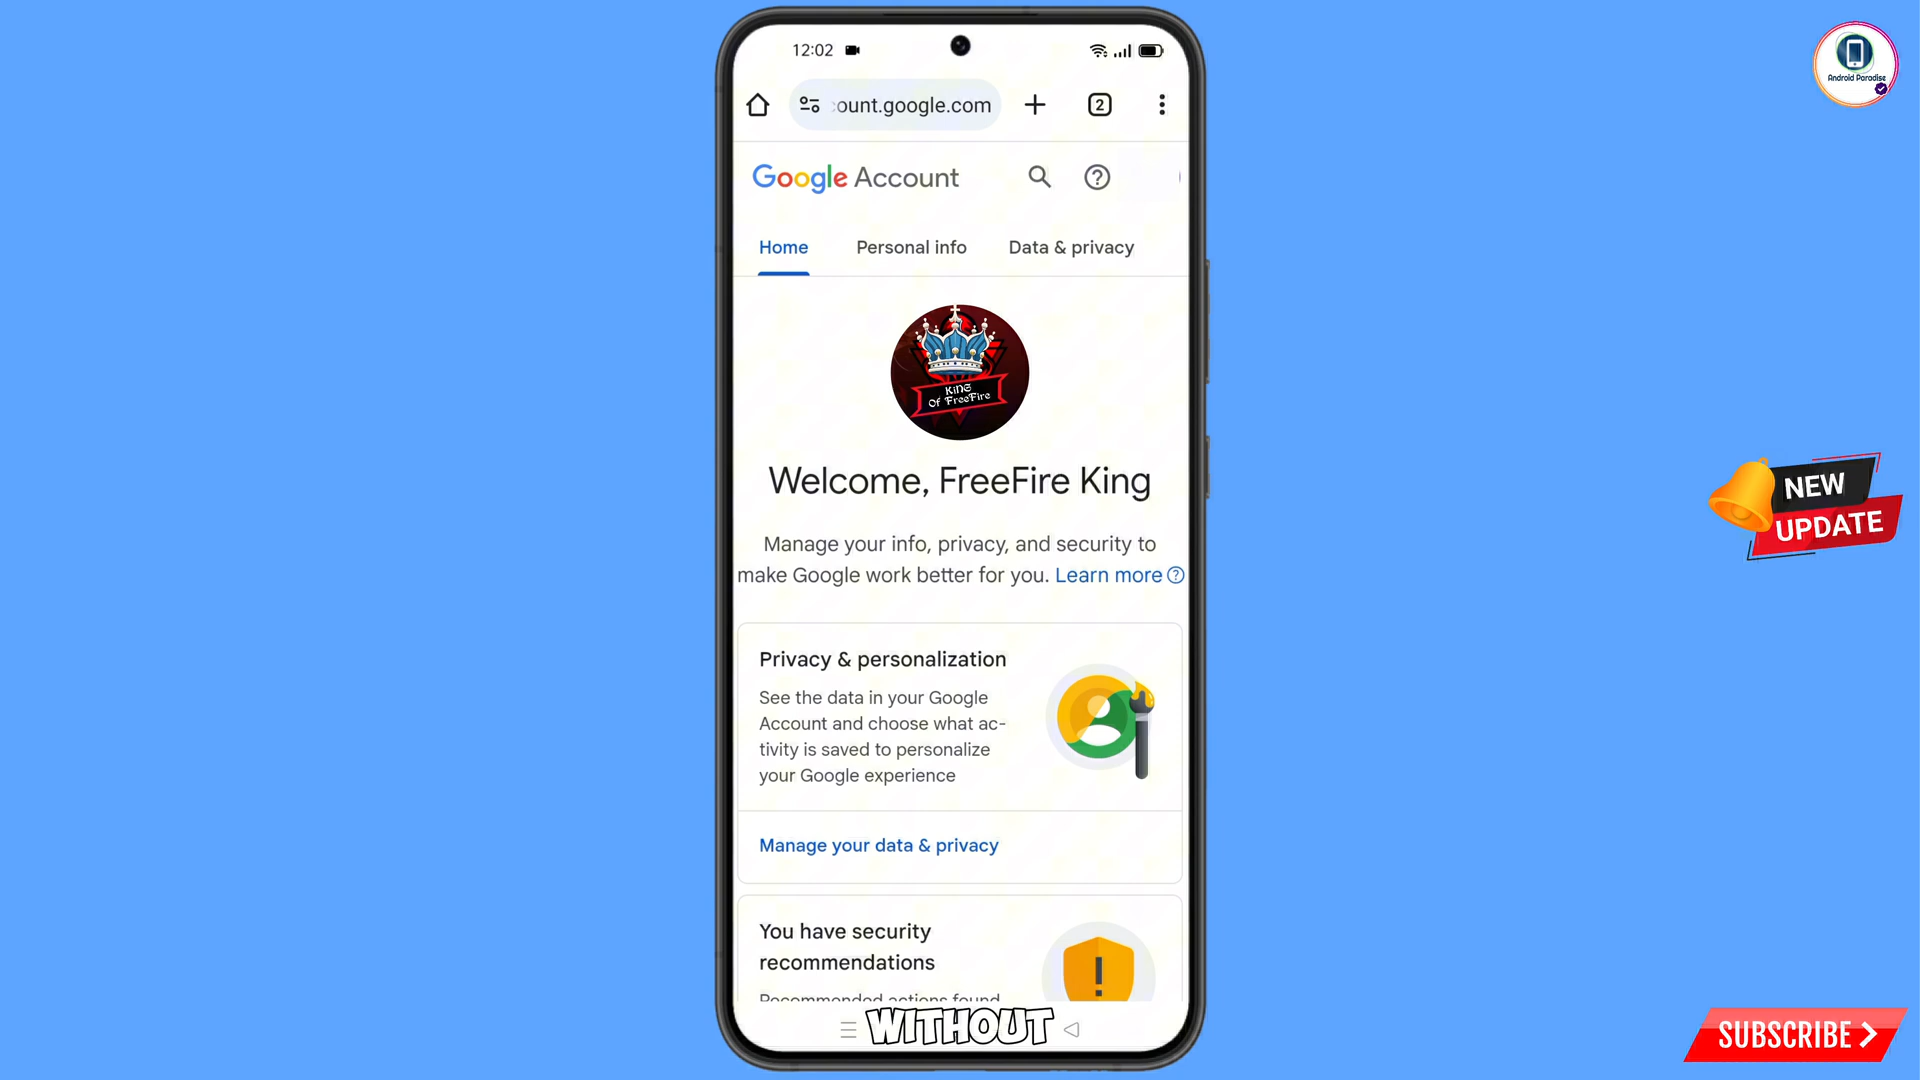 12:02
Android Paradise
ount.google.com
2
Google Account
Home Personal info Data & privacy
KiNG
Of FreeFire
Welcome, FreeFire King
Manage your info, privacy, and security to
make Google work better for you. Learn more
Privacy & personalization
See the data in your Google
Account and choose what ac-
tivity is saved to personalize
your Google experience
Manage your data & privacy
You have security
recommendations
Recommended actions found
WITHOUT
NEW
UPDATE
SUBSCRIBE